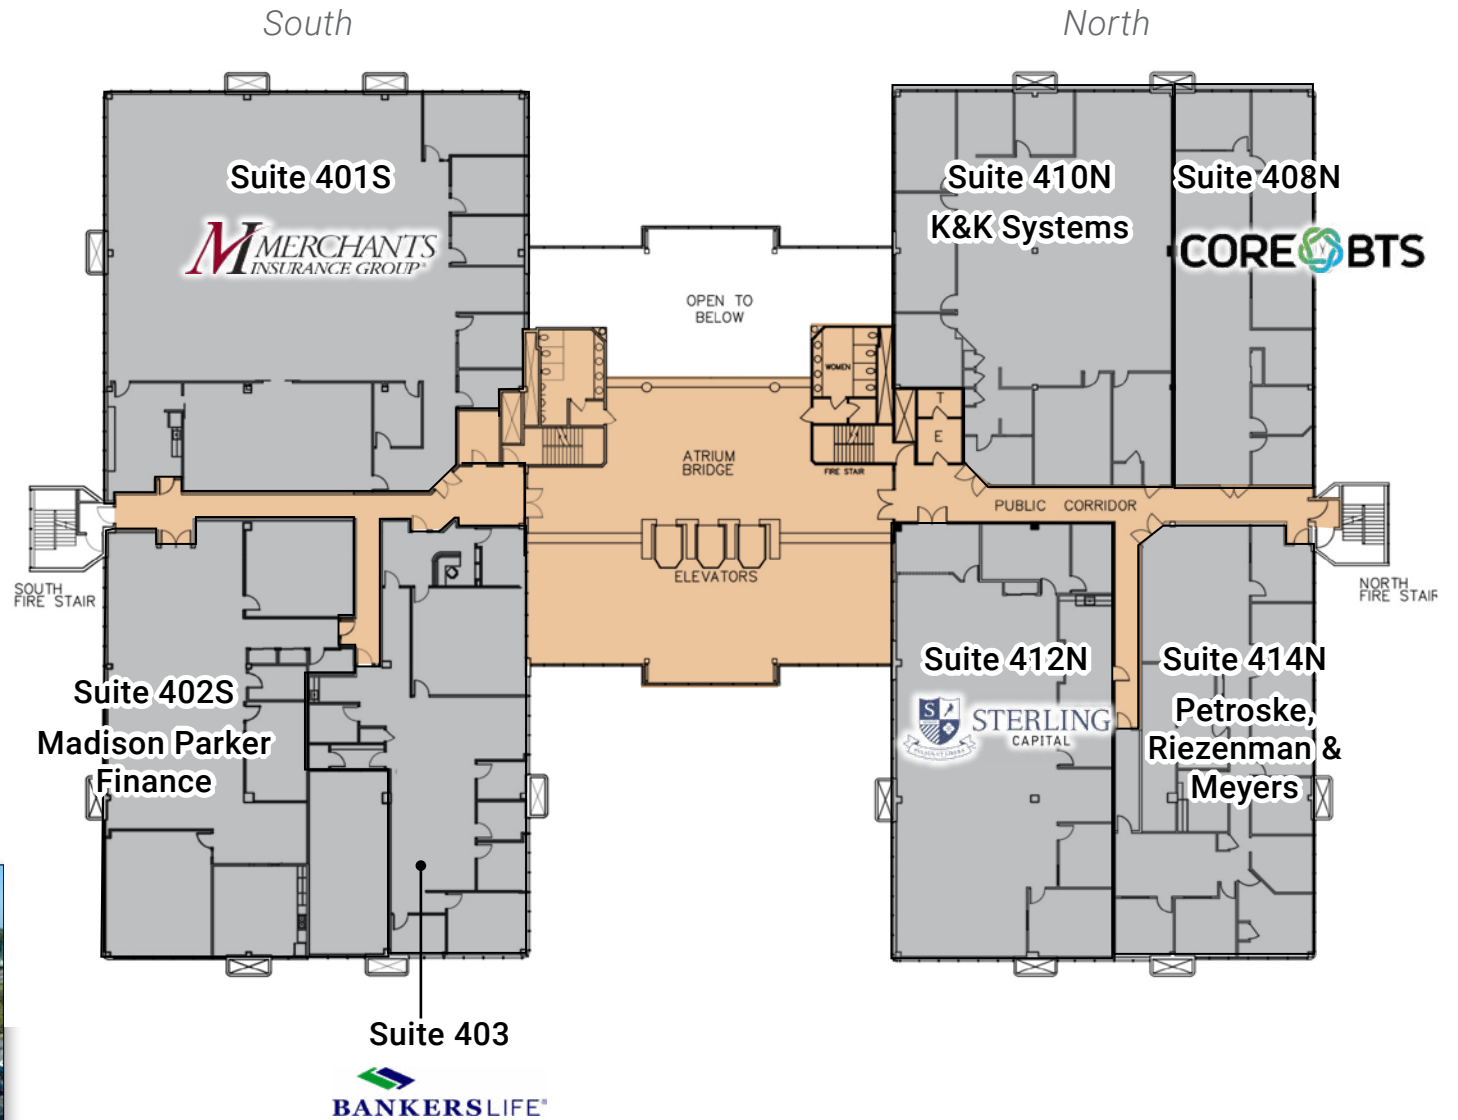 South
North
Suite 401S
MERCHANTS
INSURANCE GROUP
Suite 410N
K&K Systems
Suite 408N
CORE BTS
OPEN TO
BELOW
WOMEN
T
E
ATRIUM
BRIDGE
FIRE STAIR
PUBLIC CORRIDOR
ELEVATORS
SOUTH
FIRE STAIR
NORTH
FIRE STAIR
Suite 402S
Madison Parker
Finance
Suite 412N
S
STERLING
CAPITAL
Suite 414N
Petroske,
Riezenman &
Meyers
Suite 403
BANKERS LIFE®